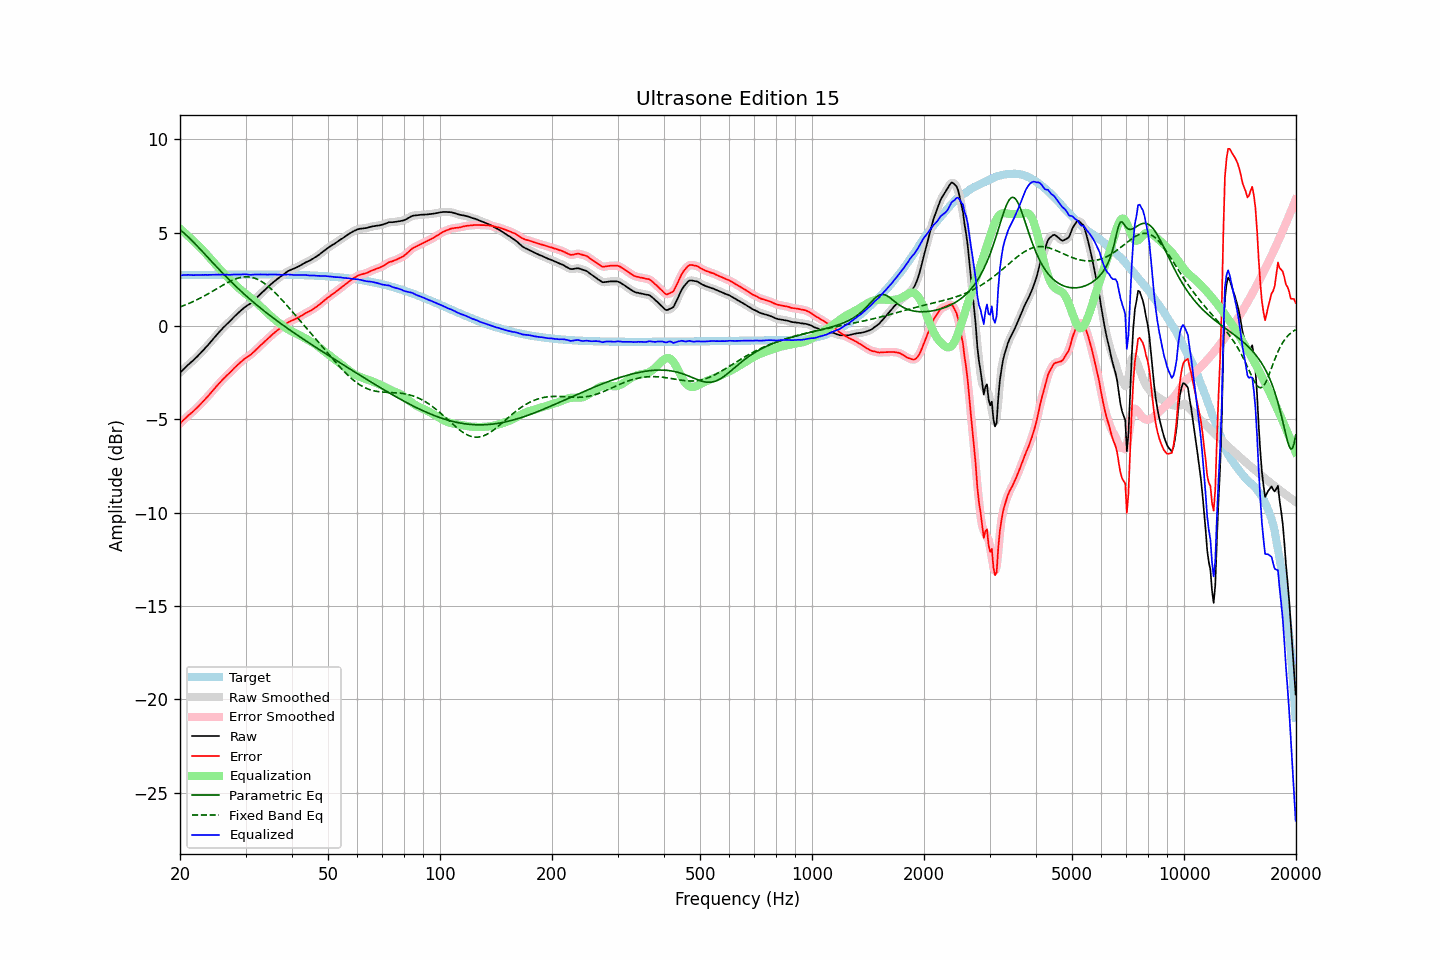 Ultrasone Edition 15
10
5
0
−5
−10
−15
−20
−25
Amplitude (dBr)
Target
Raw Smoothed
Error Smoothed
Raw
Error
Equalization
Parametric Eq
Fixed Band Eq
Equalized
20
50
100
200
500
1000
2000
5000
10000
20000
Frequency (Hz)